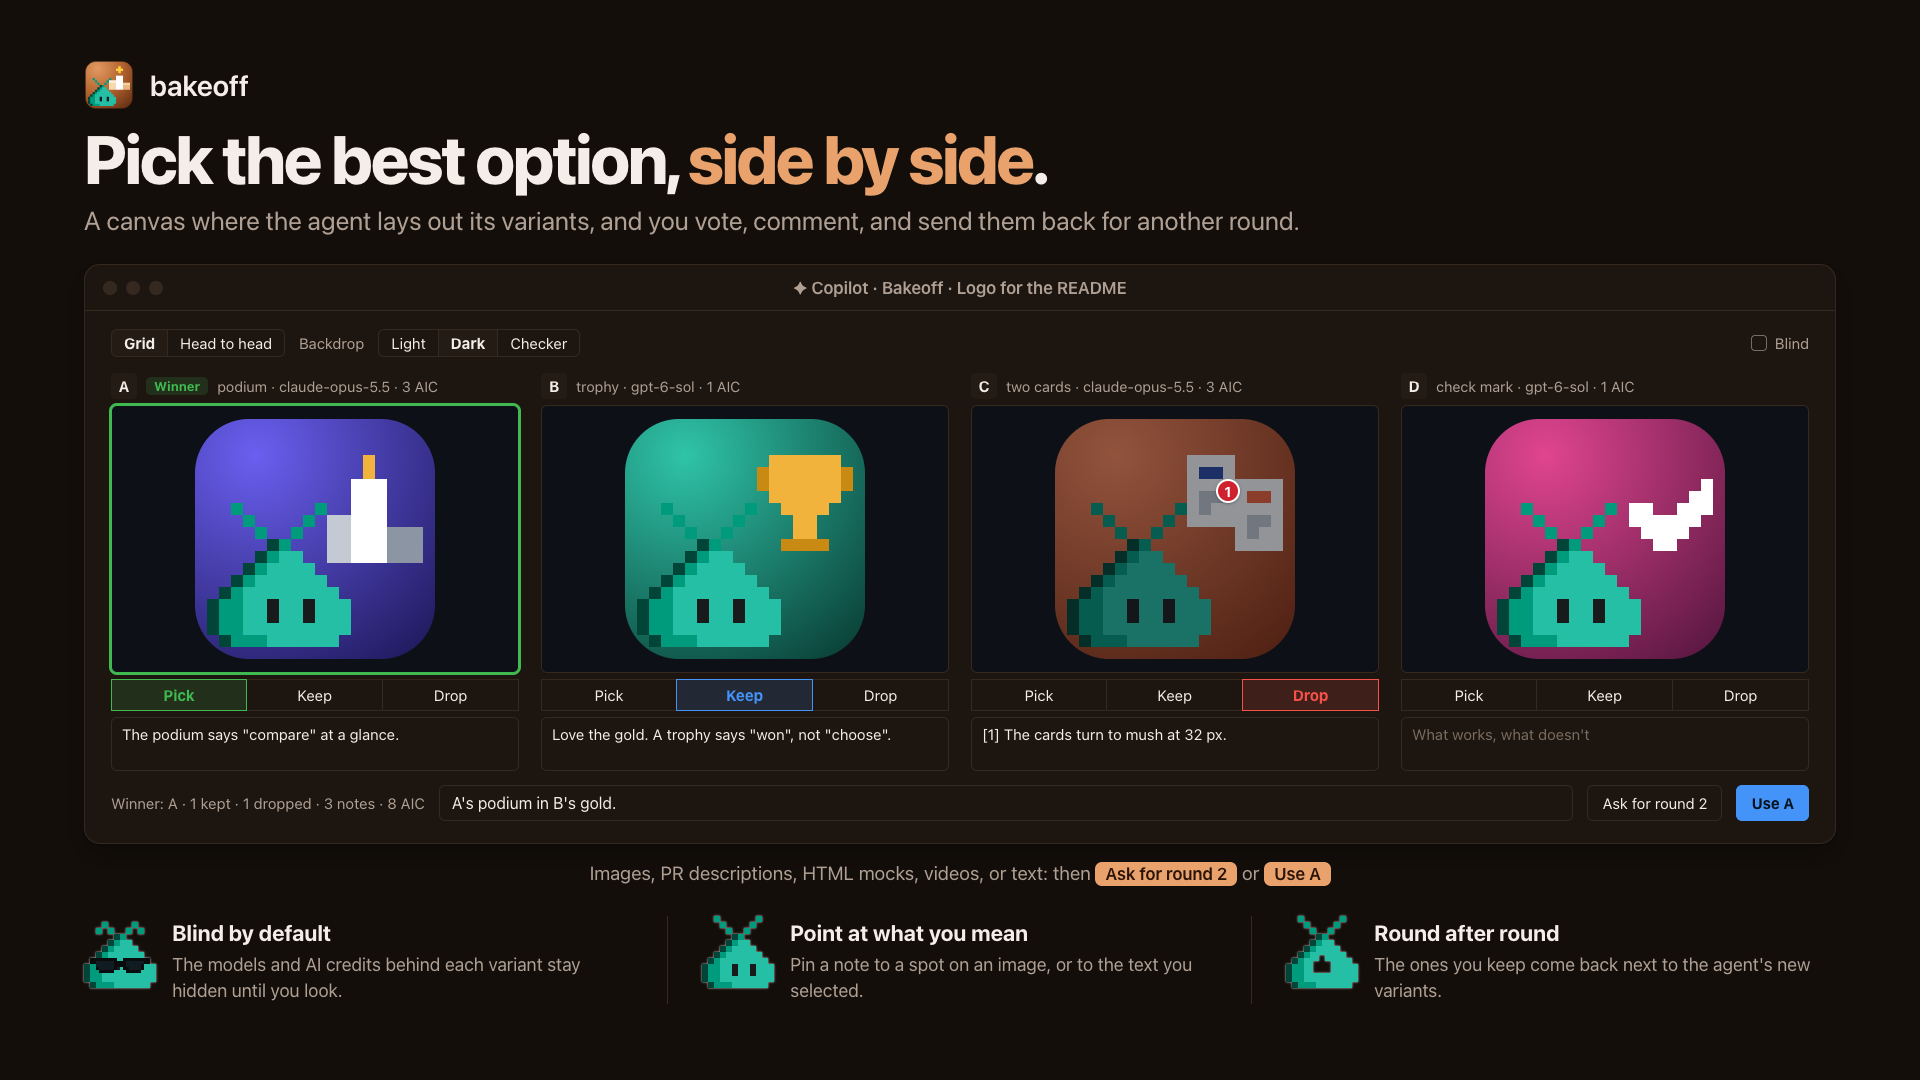 bakeoff
Pick the best option, side by side.
A canvas where the agent lays out its variants, and you vote, comment, and send them back for another round.
✦ Copilot · Bakeoff · Logo for the README
Grid Head to head Backdrop Light Dark Checker Blind
A Winner podium · claude-opus-5.5 · 3 AIC
B trophy · gpt-6-sol · 1 AIC
C two cards · claude-opus-5.5 · 3 AIC
D check mark · gpt-6-sol · 1 AIC
1
Pick Keep Drop
Pick Keep Drop
Pick Keep Drop
Pick Keep Drop
The podium says "compare" at a glance.
Love the gold. A trophy says "won", not "choose".
[1] The cards turn to mush at 32 px.
What works, what doesn't
Winner: A · 1 kept · 1 dropped · 3 notes · 8 AIC
A's podium in B's gold.
Ask for round 2
Use A
Images, PR descriptions, HTML mocks, videos, or text: then Ask for round 2 or Use A
Blind by default
The models and AI credits behind each variant stay
hidden until you look.
Point at what you mean
Pin a note to a spot on an image, or to the text you
selected.
Round after round
The ones you keep come back next to the agent's new
variants.